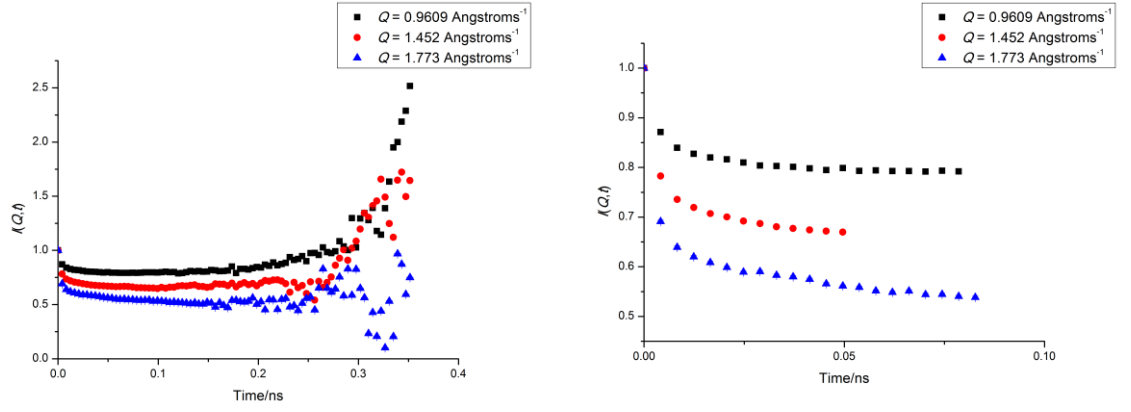 Q = 0.9609 Angstroms⁻¹
Q = 1.452 Angstroms⁻¹
Q = 1.773 Angstroms⁻¹
2.5
2.0
1.5
1.0
0.5
0.0
I(Q,t)
0.0 0.1 0.2 0.3 0.4
Time/ns
Q = 0.9609 Angstroms⁻¹
Q = 1.452 Angstroms⁻¹
Q = 1.773 Angstroms⁻¹
1.0
0.9
0.8
0.7
0.6
0.5
I(Q,t)
0.00 0.05 0.10
Time/ns